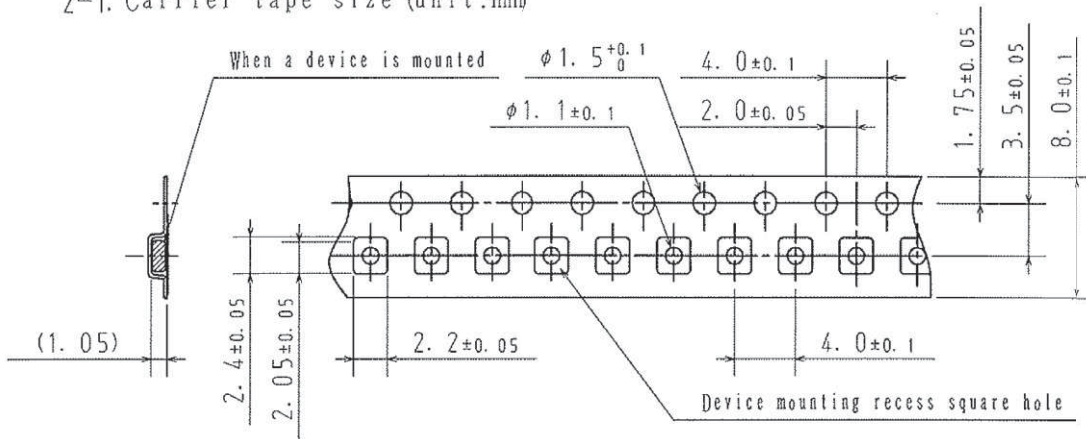 2-1. Carrier tape size (unit:mm)
When a device is mounted
φ1. 5+0. 1 0
4. 0±0. 1
φ1. 1±0. 1
2. 0±0. 05
1. 75±0. 05
3. 5±0. 05
8. 0±0. 1
(1. 05)
2. 4±0. 05
2. 05±0. 05
2. 2±0. 05
4. 0±0. 1
Device mounting recess square hole